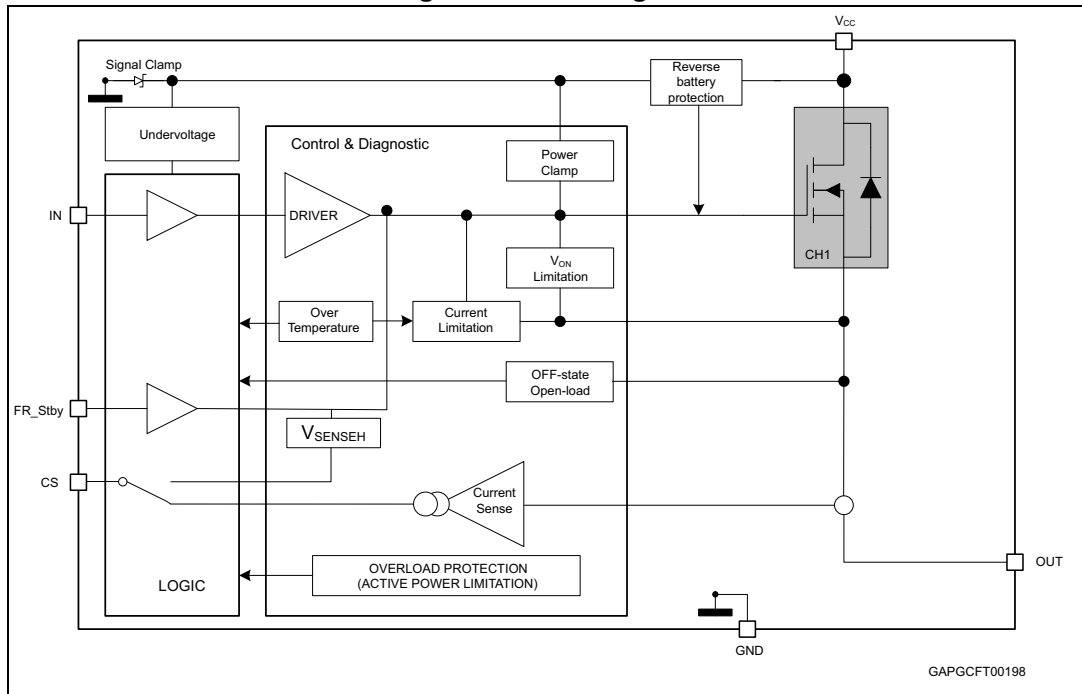 VCC
Signal Clamp
Reverse
battery
protection
Undervoltage
Control & Diagnostic
Power
Clamp
IN
DRIVER
CH1
VON
Limitation
Over
Temperature
Current
Limitation
OFF-state
Open-load
FR_Stby
VSENSEH
CS
Current
Sense
OVERLOAD PROTECTION
(ACTIVE POWER LIMITATION)
LOGIC
OUT
GND
GAPGCFT00198